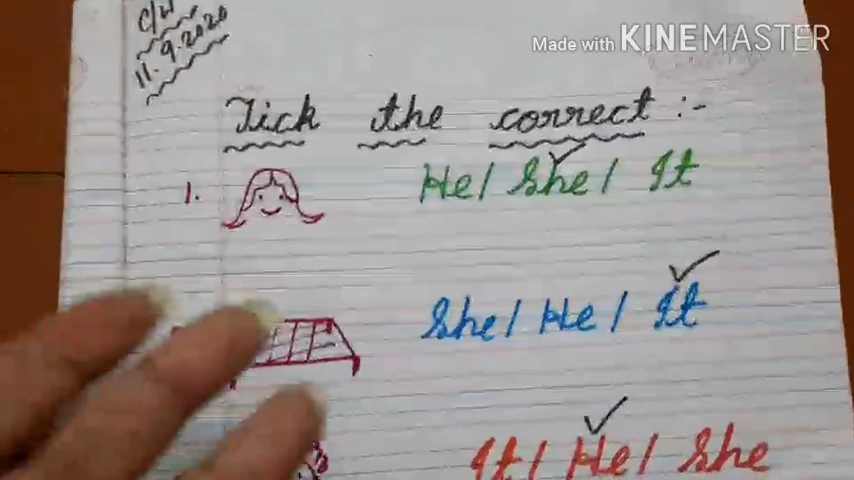 C/W
11.9.2020
Made with KINEMASTER
Tick the correct :-
1. He/ She/ It
She/ He/ It
It/ He/ She